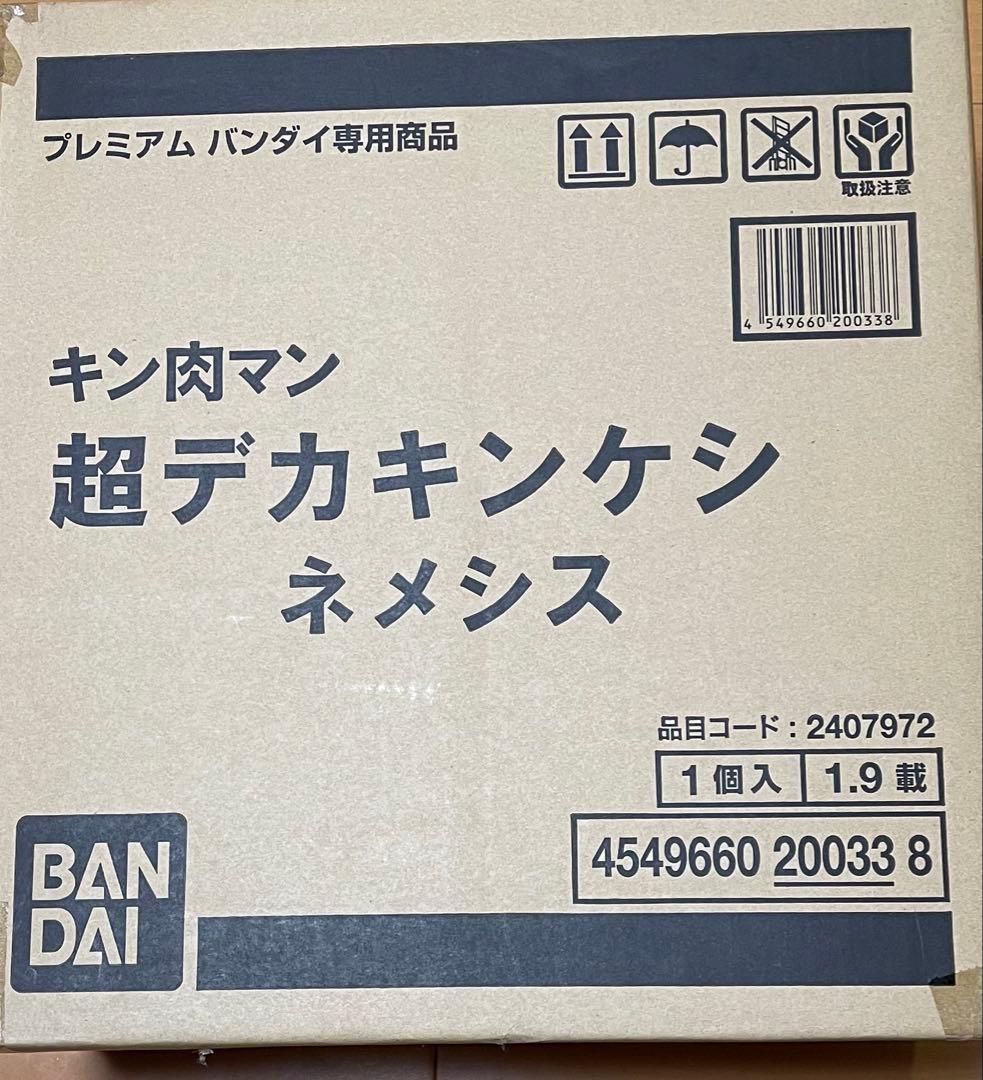 プレミアム バンダイ専用商品
取扱注意
4 549660 200338
キン肉マン
超デカキンケシ
ネメシス
品目コード：2407972
1個入 1.9載
4549660 20033 8
BAN
DAI